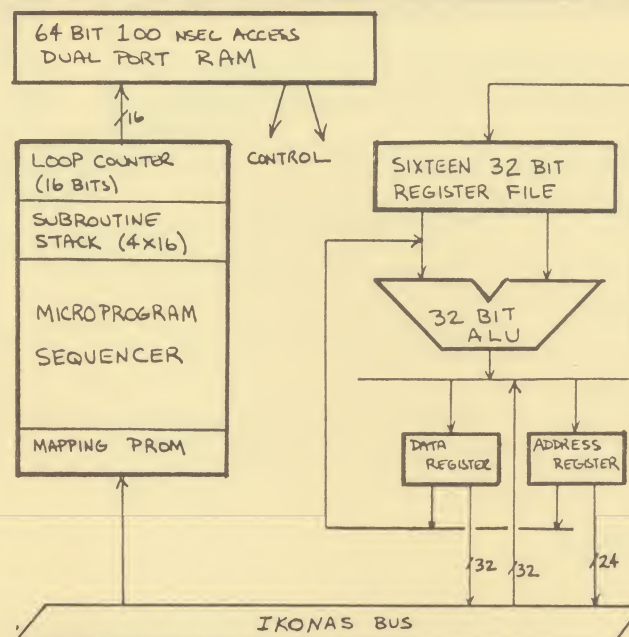 64 BIT 100 NSEC ACCESS
DUAL PORT RAM
/16
CONTROL
LOOP COUNTER
(16 BITS)
SUBROUTINE
STACK (4X16)
MICROPROGRAM
SEQUENCER
MAPPING PROM
SIXTEEN 32 BIT
REGISTER FILE
32 BIT
ALU
DATA
REGISTER
ADDRESS
REGISTER
/32
/32
/24
IKONAS BUS